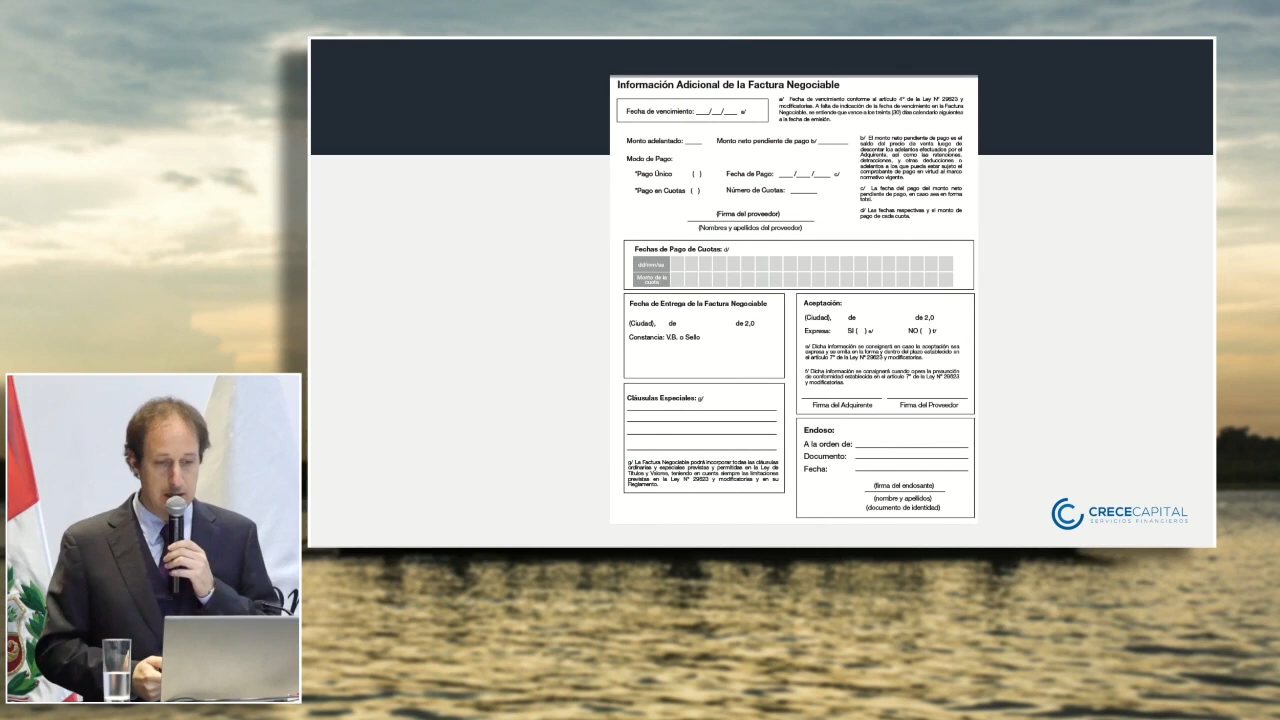 Información Adicional de la Factura Negociable
Fecha de vencimiento: ___/__/___ a/
a/ Fecha de vencimiento conforme al artículo 4° de la Ley N° 29623 y
modificatorias. A falta de indicación de la fecha de vencimiento en la Factura
Negociable, se entiende que vence a los treinta (30) días calendario siguientes
a la fecha de emisión.
Monto adelantado: ____ Monto neto pendiente de pago b/ ________
b/ El monto neto pendiente de pago es el
saldo del precio de venta luego de
descontar los adelantos efectuados por el
Adquirente, así como las retenciones,
detracciones, y otras deducciones o
adelantos a los que pueda estar sujeto el
comprobante de pago en virtud al marco
normativo vigente.
Modo de Pago:
*Pago Único ( ) Fecha de Pago: ____/____/____ c/
*Pago en Cuotas ( ) Número de Cuotas: _______
c/ La fecha del pago del monto neto
pendiente de pago, en caso sea en forma
total.
d/ Las fechas respectivas y el monto de
pago de cada cuota.
(Firma del proveedor)
(Nombres y apellidos del proveedor)
Fechas de Pago de Cuotas: d/
dd/mm/aa
Monto de la
cuota
Fecha de Entrega de la Factura Negociable
(Ciudad), de de 2,0
Constancia: V.B. o Sello
Aceptación:
(Ciudad), de de 2,0
Expresa: SI ( ) e/ NO ( ) f/
e/ Dicha información se consignará en caso la aceptación sea
expresa y se emita en la forma y dentro del plazo establecido en
el artículo 7° de la Ley N° 29623 y modificatorias.
f/ Dicha información se consignará cuando opera la presunción
de conformidad establecida en el artículo 7° de la Ley N° 29623
y modificatorias.
Firma del Adquirente Firma del Proveedor
Cláusulas Especiales: g/
g/ La Factura Negociable podrá incorporar todas las cláusulas
ordinarias y especiales previstas y permitidas en la Ley de
Títulos y Valores, teniendo en cuenta siempre las limitaciones
previstas en la Ley N° 29623 y modificatorias y en su
Reglamento.
Endoso:
A la orden de:
Documento:
Fecha:
(firma del endosante)
(nombre y apellidos)
(documento de identidad)
CRECECAPITAL
SERVICIOS FINANCIEROS